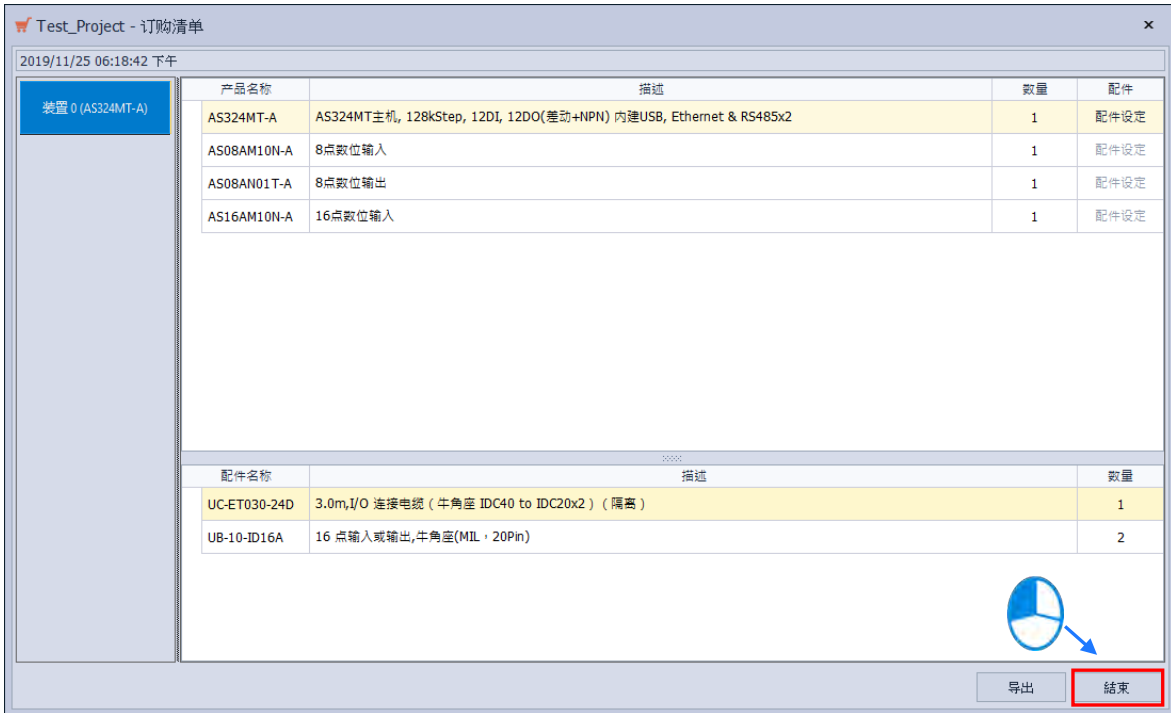 Test_Project - 订购清单
2019/11/25 06:18:42 下午
装置 0 (AS324MT-A)
产品名称 描述 数量 配件
AS324MT-A AS324MT主机, 128kStep, 12DI, 12DO(差动+NPN) 内建USB, Ethernet & RS485x2 1 配件设定
AS08AM10N-A 8点数位输入 1 配件设定
AS08AN01T-A 8点数位输出 1 配件设定
AS16AM10N-A 16点数位输入 1 配件设定
配件名称 描述 数量
UC-ET030-24D 3.0m,I/O 连接电缆（牛角座 IDC40 to IDC20x2）（隔离） 1
UB-10-ID16A 16 点输入或输出,牛角座(MIL，20Pin) 2
导出 結束